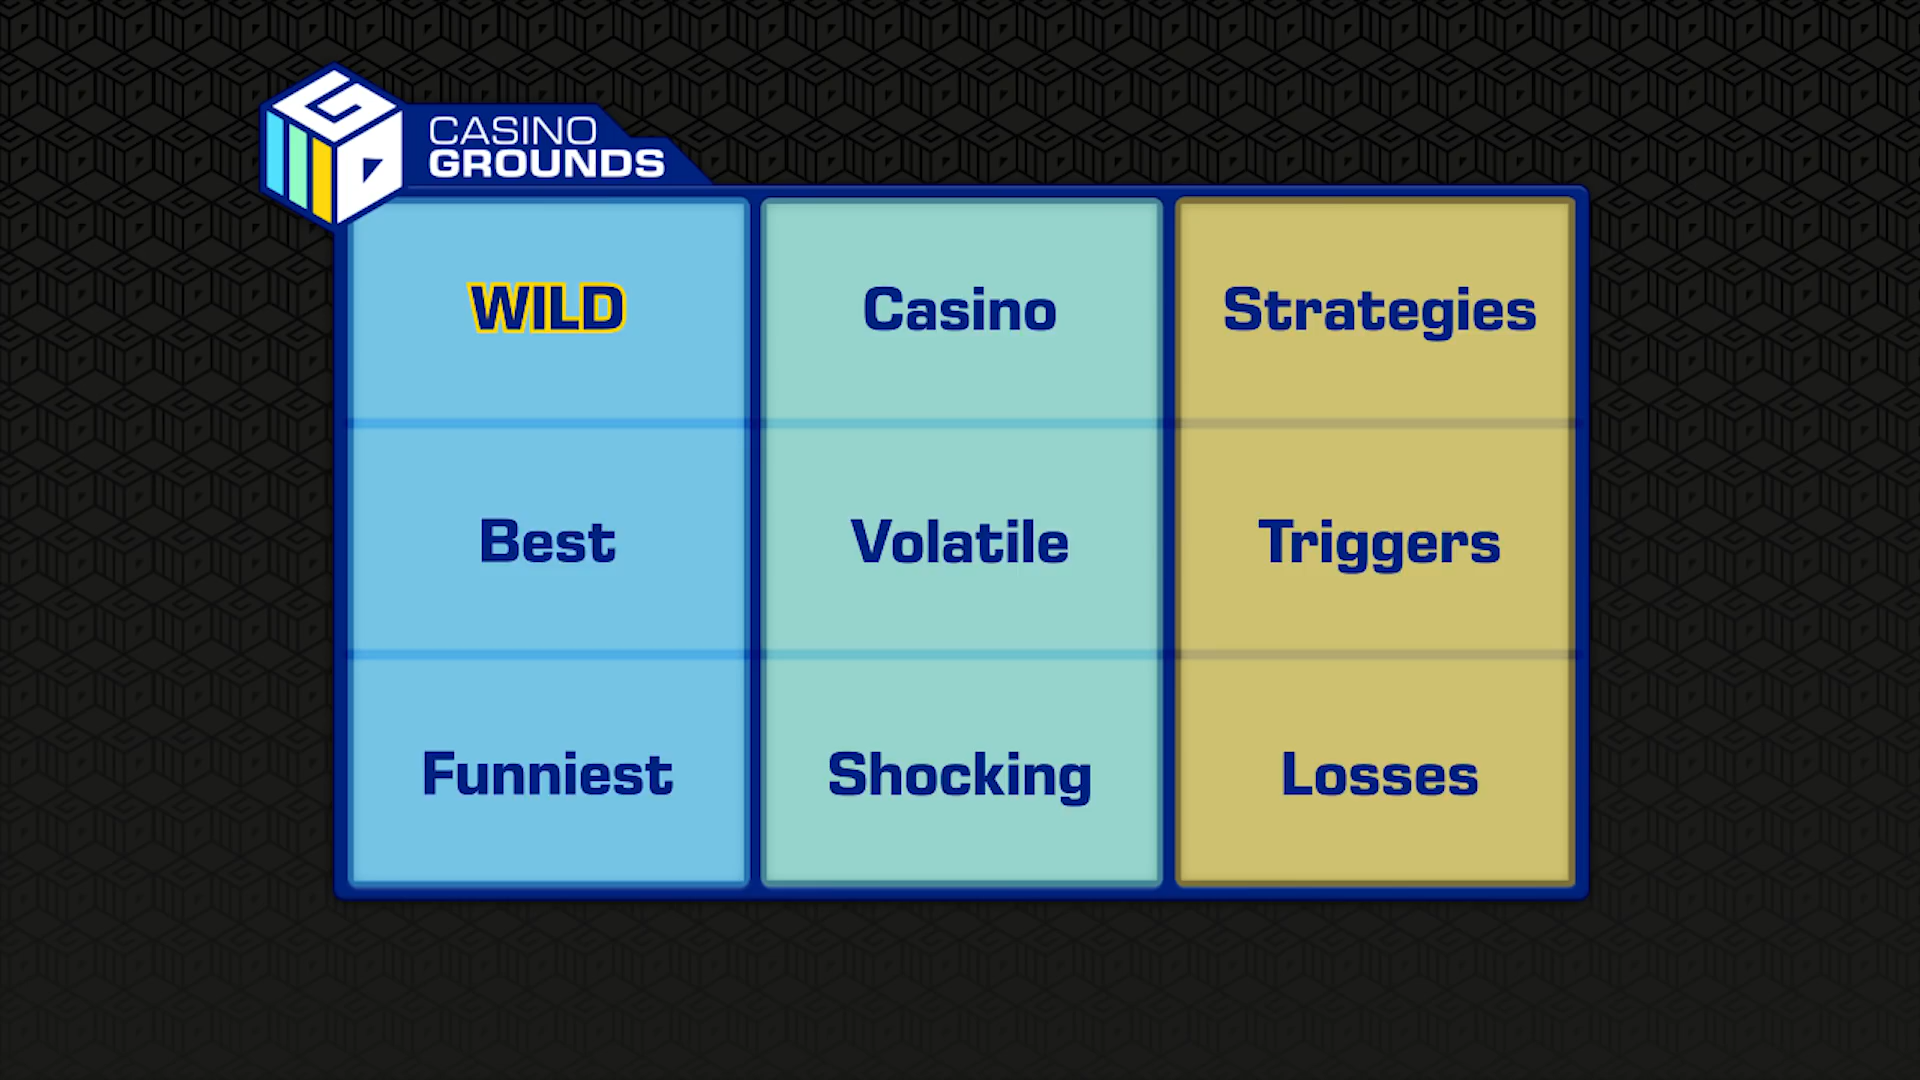 CASINO
GROUNDS
WILD Casino Strategies
Best Volatile Triggers
Funniest Shocking Losses